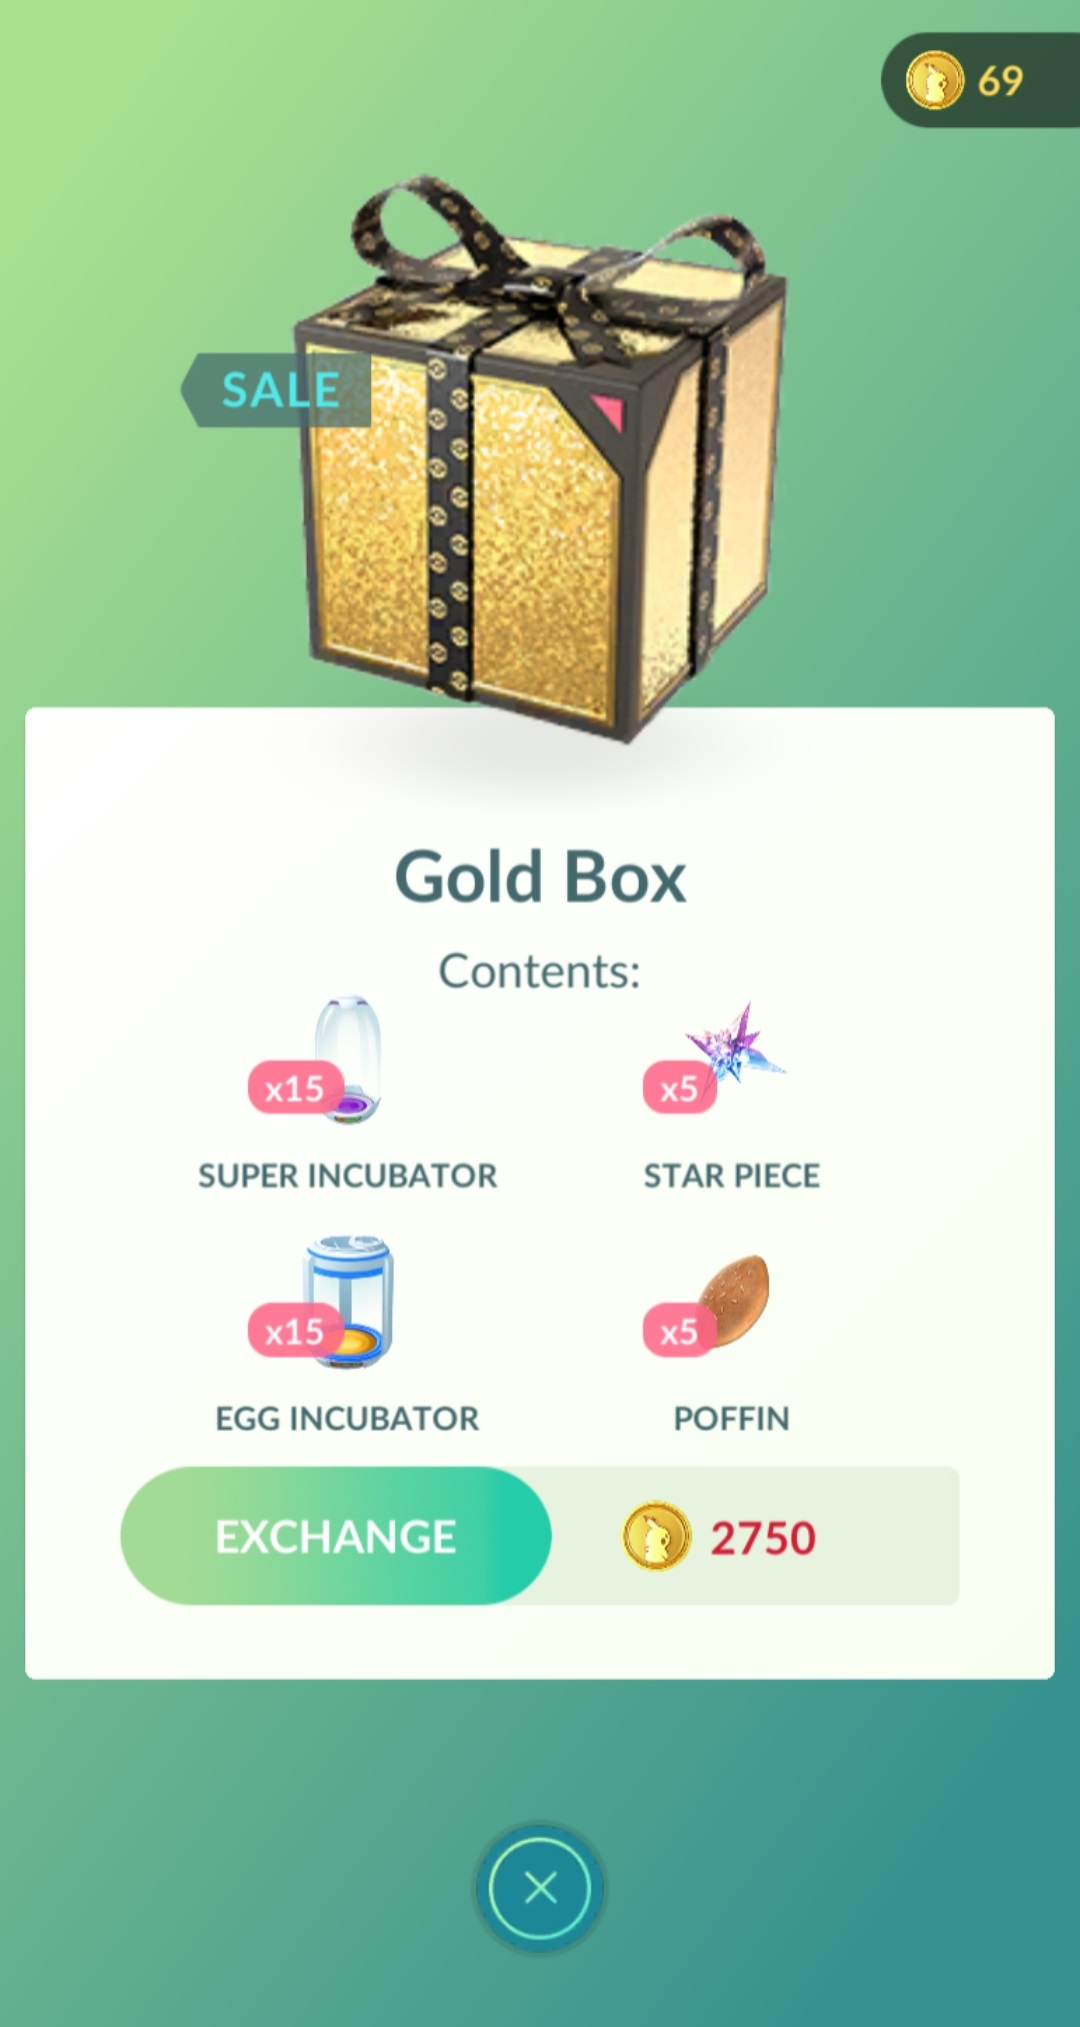 69
SALE
Gold Box
Contents:
x15
x5
SUPER INCUBATOR
STAR PIECE
x15
x5
EGG INCUBATOR
POFFIN
EXCHANGE
2750